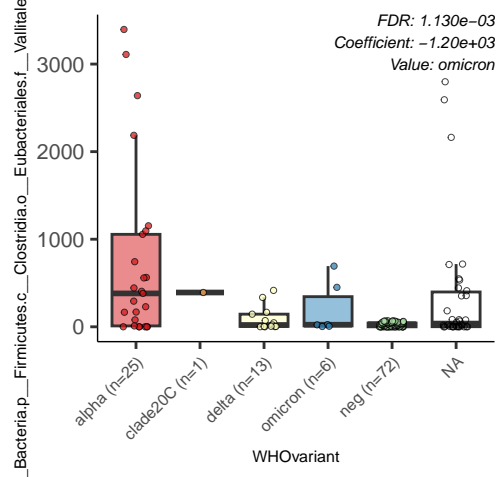 FDR: 1.130e−03
Coefficient: −1.20e+03
Value: omicron
_Bacteria.p__Firmicutes.c__Clostridia.o__Eubacteriales.f__Vallitale
3000
2000
1000
0
alpha (n=25)
clade20C (n=1)
delta (n=13)
omicron (n=6)
neg (n=72)
NA
WHOvariant